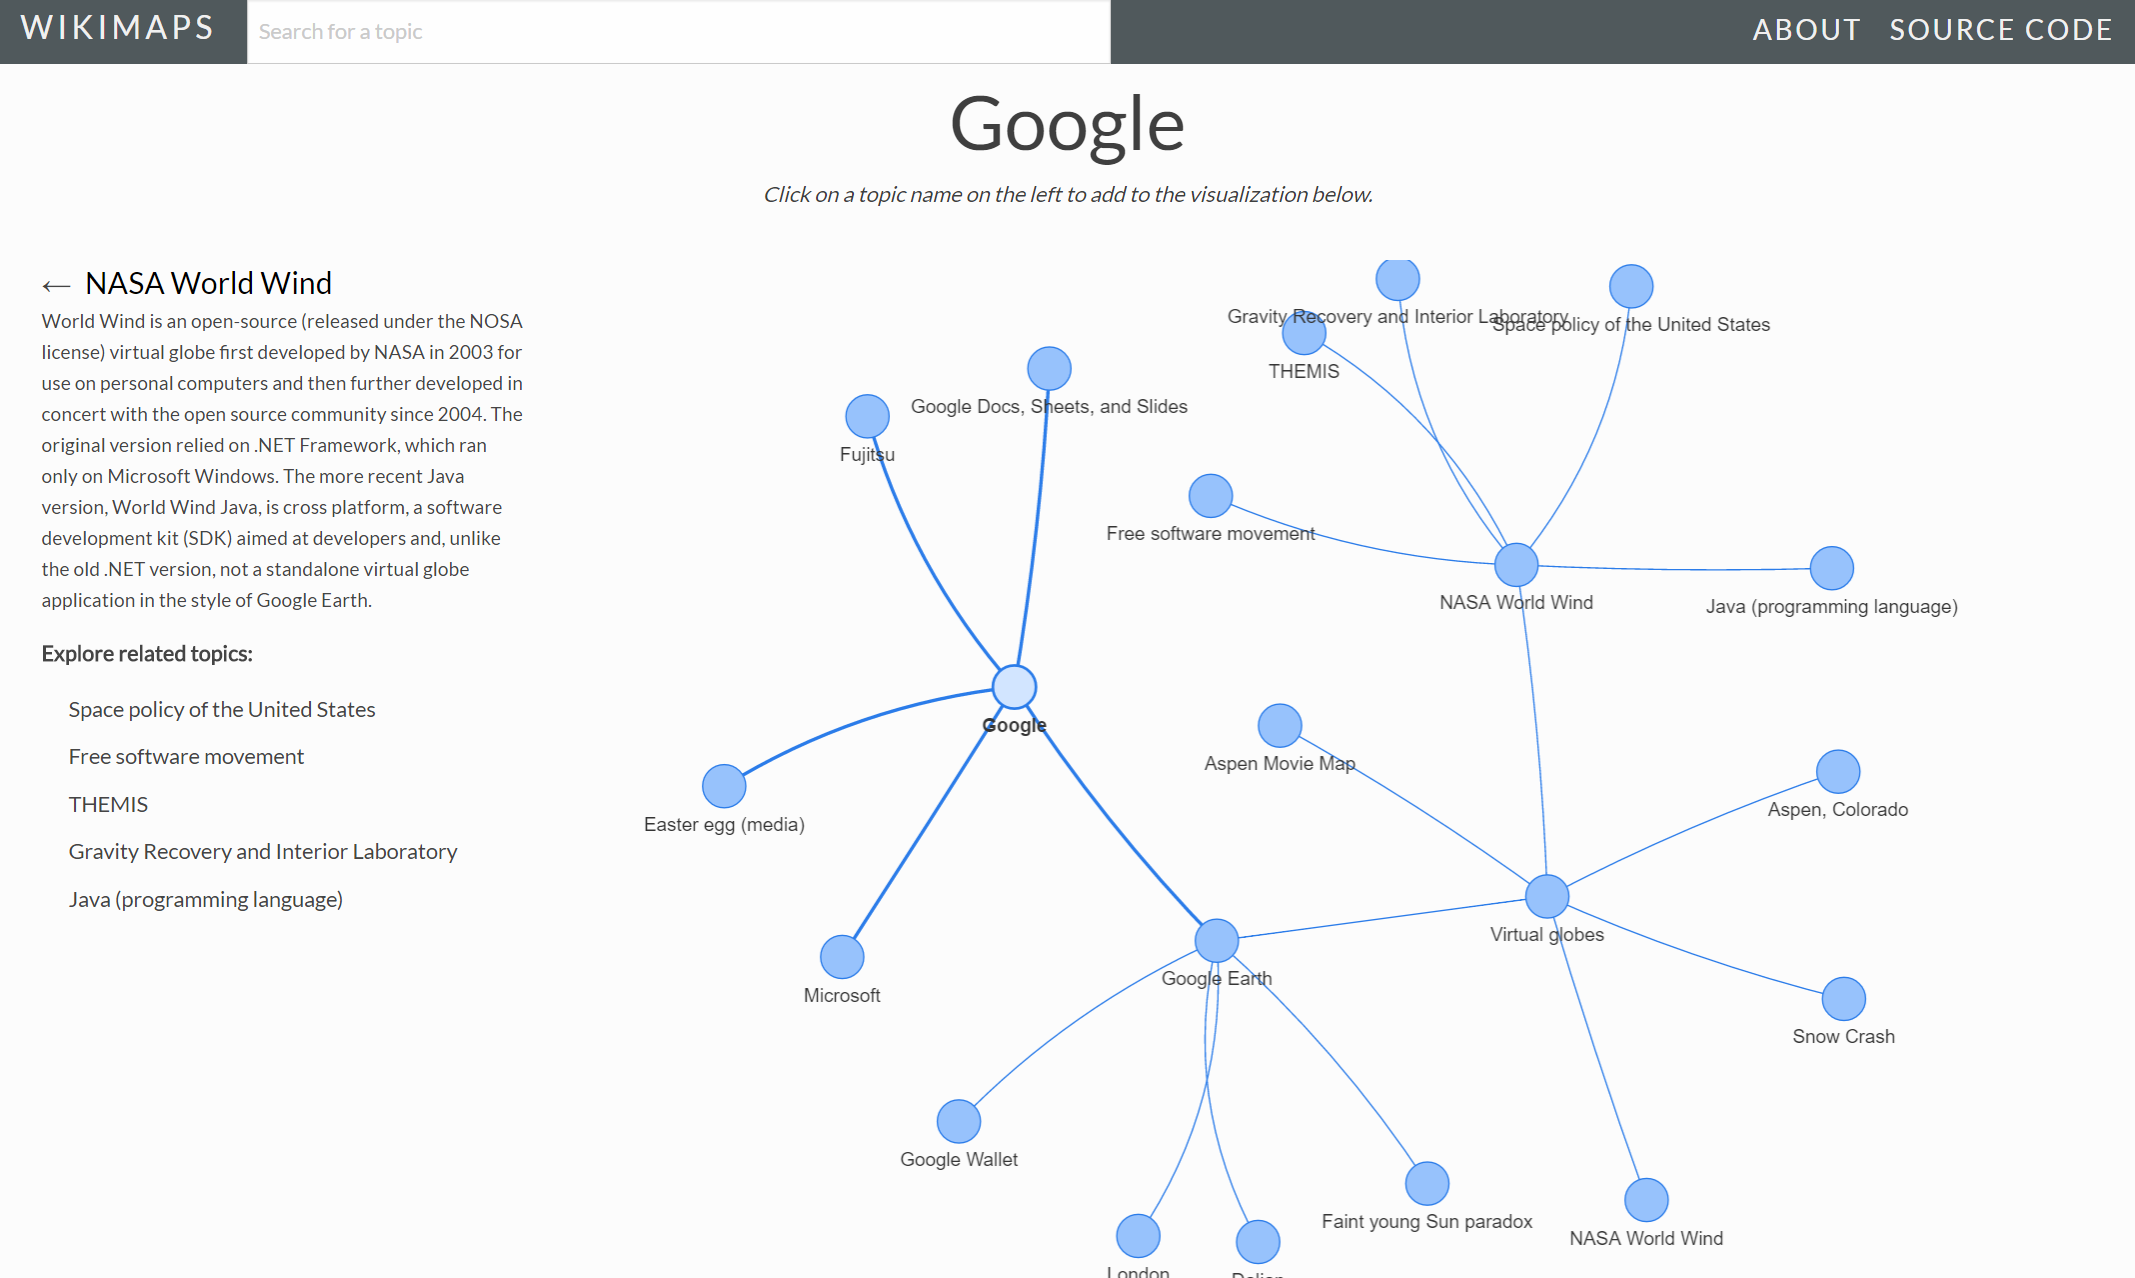 WIKIMAPS
Search for a topic
ABOUT
SOURCE CODE
Google
Click on a topic name on the left to add to the visualization below.
← NASA World Wind
World Wind is an open-source (released under the NOSA
license) virtual globe first developed by NASA in 2003 for
use on personal computers and then further developed in
concert with the open source community since 2004. The
original version relied on .NET Framework, which ran
only on Microsoft Windows. The more recent Java
version, World Wind Java, is cross platform, a software
development kit (SDK) aimed at developers and, unlike
the old .NET version, not a standalone virtual globe
application in the style of Google Earth.
Explore related topics:
Space policy of the United States
Free software movement
THEMIS
Gravity Recovery and Interior Laboratory
Java (programming language)
Gravity Recovery and Interior Laboratory
Space policy of the United States
THEMIS
Google Docs, Sheets, and Slides
Fujitsu
Free software movement
NASA World Wind
Java (programming language)
Google
Aspen Movie Map
Aspen, Colorado
Easter egg (media)
Virtual globes
Google Earth
Microsoft
Snow Crash
Google Wallet
Faint young Sun paradox
NASA World Wind
London